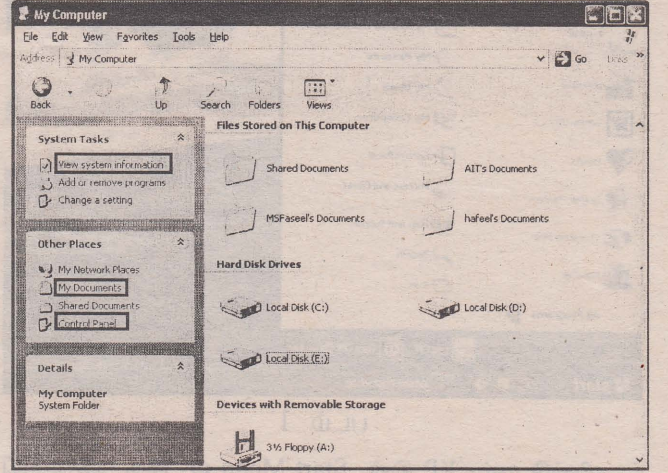 My Computer
File Edit View Favorites Tools Help
Address My Computer Go Links »
Back Up Search Folders Views
System Tasks
View system information
Add or remove programs
Change a setting
Other Places
My Network Places
My Documents
Shared Documents
Control Panel
Details
My Computer
System Folder
Files Stored on This Computer
Shared Documents AIT's Documents
MSFaseel's Documents hafeel's Documents
Hard Disk Drives
Local Disk (C:) Local Disk (D:)
Local Disk (E:)
Devices with Removable Storage
3½ Floppy (A:)